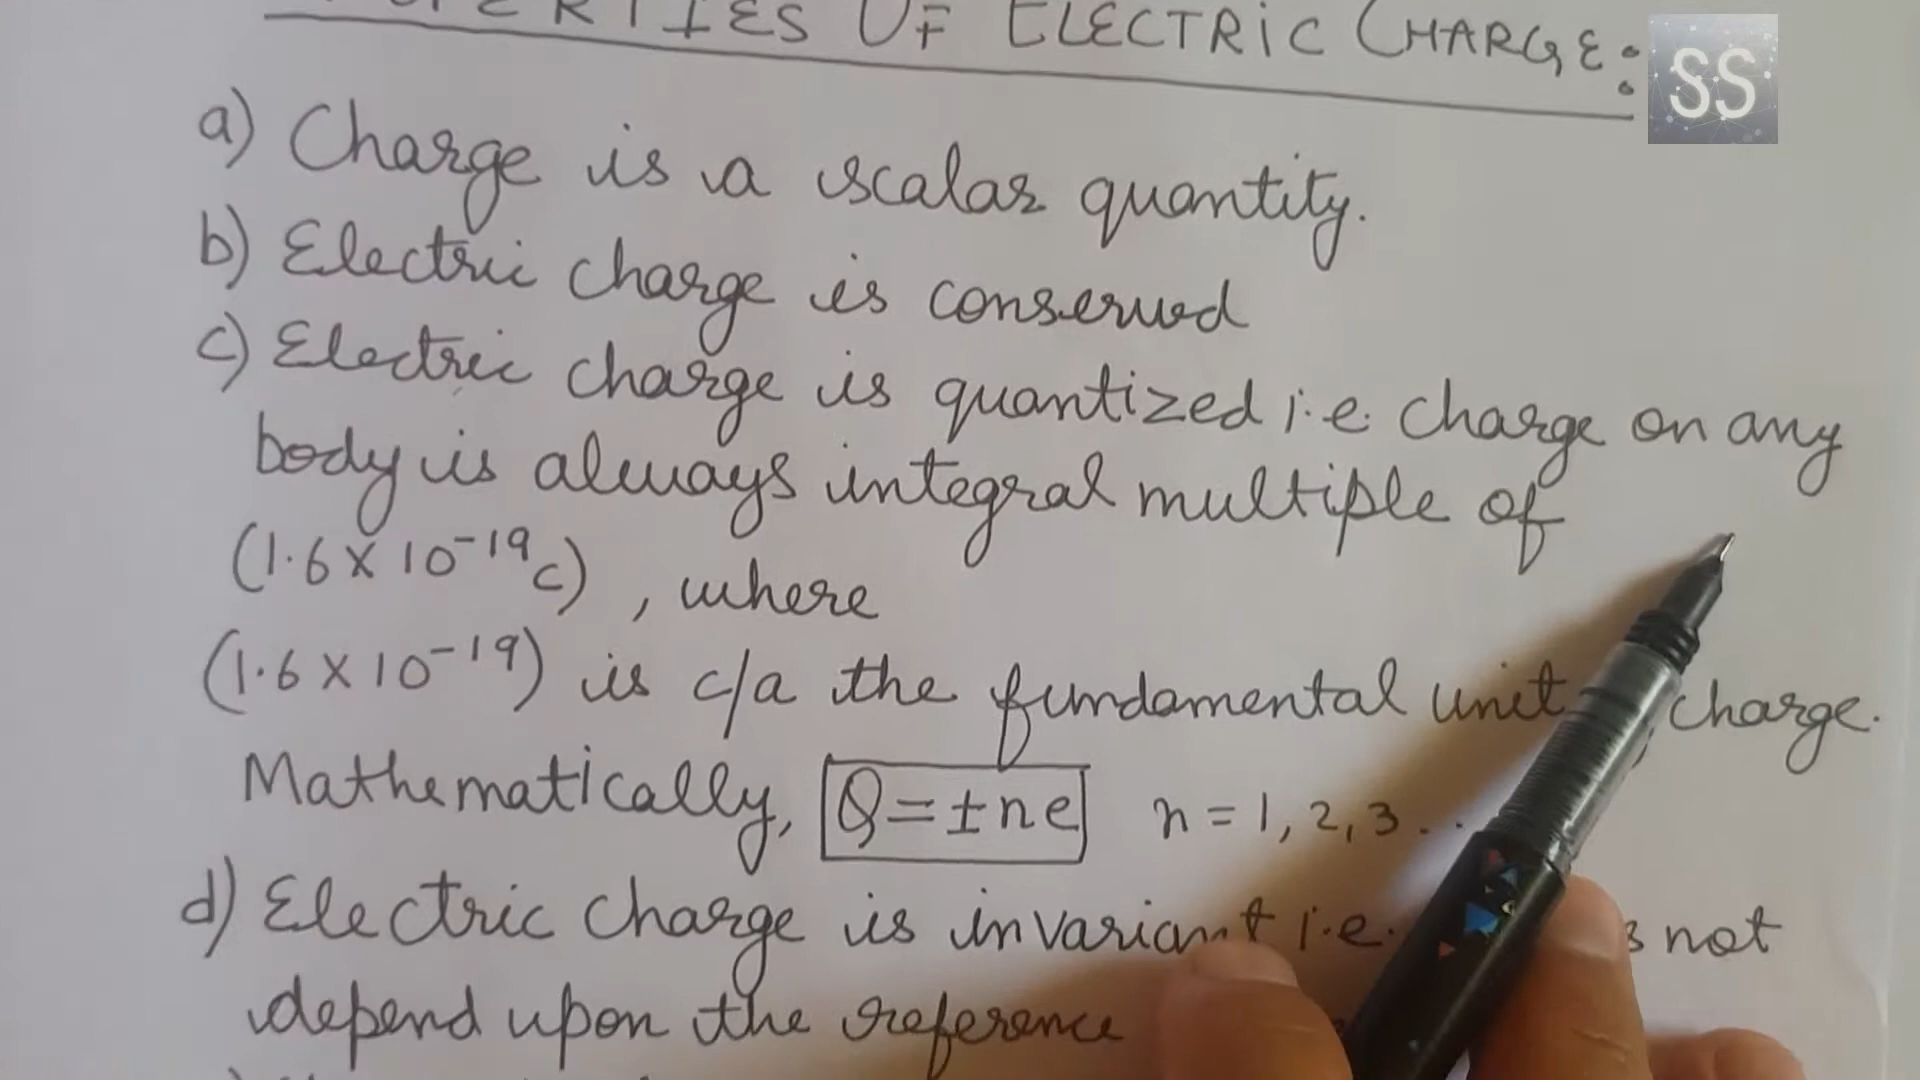 OF ELECTRIC CHARGE:
SS
a) Charge is a scalar quantity.
b) Electric charge is conserved
c) Electric charge is quantized i.e. charge on any
body is always integral multiple of
(1.6 × 10⁻¹⁹ C) , where
(1.6 × 10⁻¹⁹) is c/a the fundamental unit charge.
Mathematically, Q = ± n e n = 1, 2, 3 . . .
d) Electric charge is invariant i.e. not
depend upon the reference